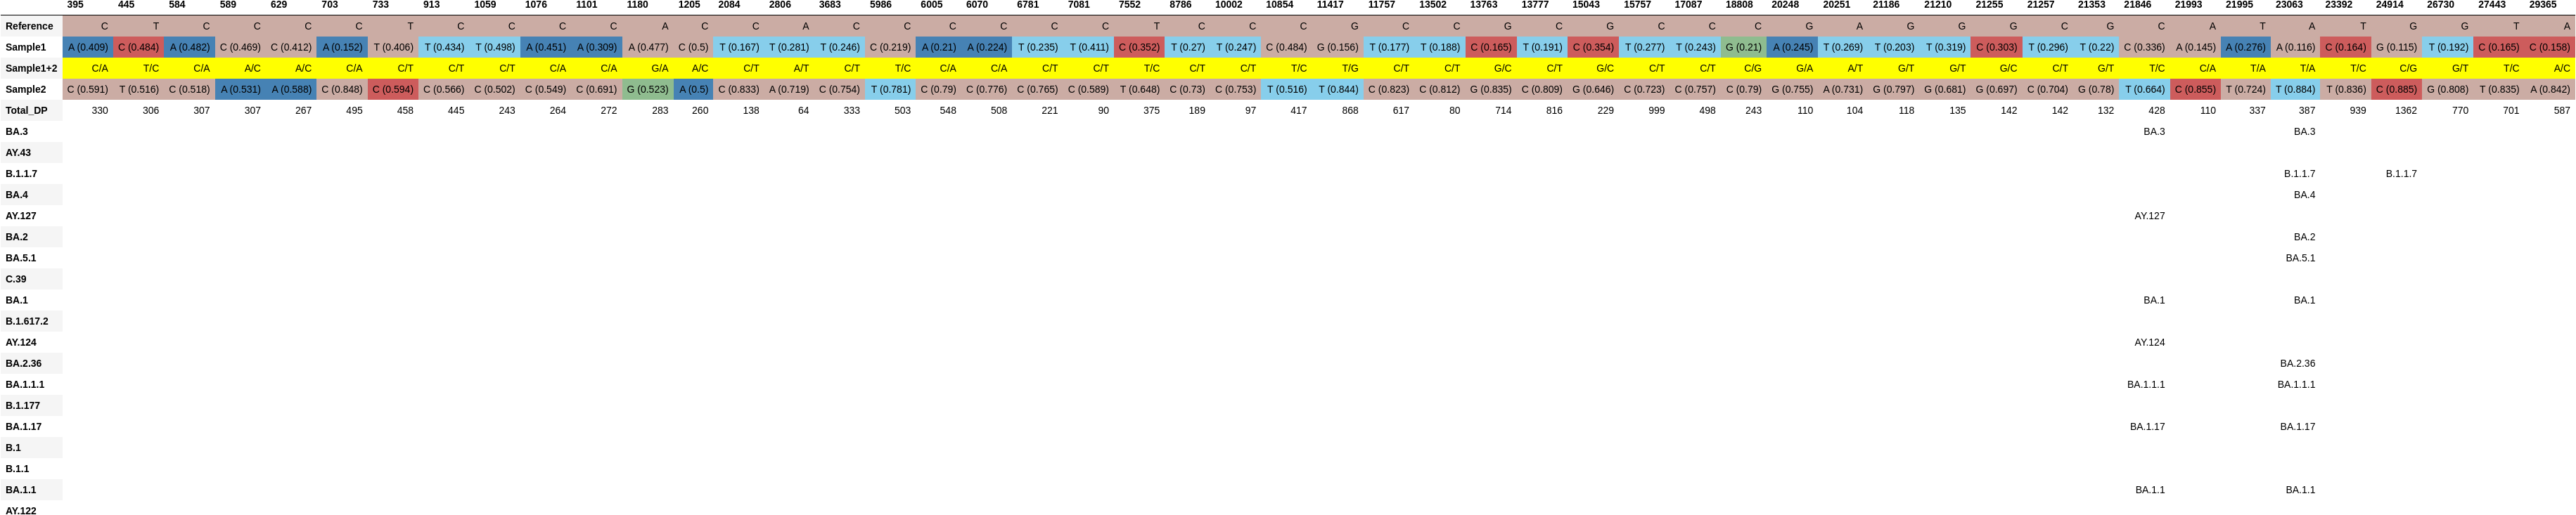 395 445 584 589 629 703 733 913 1059 1076 1101 1180 1205 2084 2806 3683 5986 6005 6070 6781 7081 7552 8786 10002 10854 11417 11757 13502 13763 13777 15043 15757 17087 18808 20248 20251 21186 21210 21255 21257 21353 21846 21993 21995 23063 23392 24914 26730 27443 29365
Reference C T C C C C T C C C C A C C A C C C C C C T C C C G C C G C G C C C G A G G G C G C A T A T G G T A
Sample1 A (0.409) C (0.484) A (0.482) C (0.469) C (0.412) A (0.152) T (0.406) T (0.434) T (0.498) A (0.451) A (0.309) A (0.477) C (0.5) T (0.167) T (0.281) T (0.246) C (0.219) A (0.21) A (0.224) T (0.235) T (0.411) C (0.352) T (0.27) T (0.247) C (0.484) G (0.156) T (0.177) T (0.188) C (0.165) T (0.191) C (0.354) T (0.277) T (0.243) G (0.21) A (0.245) T (0.269) T (0.203) T (0.319) C (0.303) T (0.296) T (0.22) C (0.336) A (0.145) A (0.276) A (0.116) C (0.164) G (0.115) T (0.192) C (0.165) C (0.158)
Sample1+2 C/A T/C C/A A/C A/C C/A C/T C/T C/T C/A C/A G/A A/C C/T A/T C/T T/C C/A C/A C/T C/T T/C C/T C/T T/C T/G C/T C/T G/C C/T G/C C/T C/T C/G G/A A/T G/T G/T G/C C/T G/T T/C C/A T/A T/A T/C C/G G/T T/C A/C
Sample2 C (0.591) T (0.516) C (0.518) A (0.531) A (0.588) C (0.848) C (0.594) C (0.566) C (0.502) C (0.549) C (0.691) G (0.523) A (0.5) C (0.833) A (0.719) C (0.754) T (0.781) C (0.79) C (0.776) C (0.765) C (0.589) T (0.648) C (0.73) C (0.753) T (0.516) T (0.844) C (0.823) C (0.812) G (0.835) C (0.809) G (0.646) C (0.723) C (0.757) C (0.79) G (0.755) A (0.731) G (0.797) G (0.681) G (0.697) C (0.704) G (0.78) T (0.664) C (0.855) T (0.724) T (0.884) T (0.836) C (0.885) G (0.808) T (0.835) A (0.842)
Total_DP 330 306 307 307 267 495 458 445 243 264 272 283 260 138 64 333 503 548 508 221 90 375 189 97 417 868 617 80 714 816 229 999 498 243 110 104 118 135 142 142 132 428 110 337 387 939 1362 770 701 587
BA.3 BA.3 BA.3
AY.43
B.1.1.7 B.1.1.7 B.1.1.7
BA.4 BA.4
AY.127 AY.127
BA.2 BA.2
BA.5.1 BA.5.1
C.39
BA.1 BA.1 BA.1
B.1.617.2
AY.124 AY.124
BA.2.36 BA.2.36
BA.1.1.1 BA.1.1.1 BA.1.1.1
B.1.177
BA.1.17 BA.1.17 BA.1.17
B.1
B.1.1
BA.1.1 BA.1.1 BA.1.1
AY.122